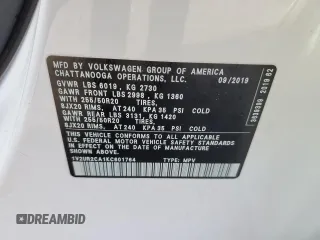 MFD. BY VOLKSWAGEN GROUP OF AMERICA
CHATTANOOGA OPERATIONS, LLC. 09/2019
GVWR LBS 6019 , KG 2730
GAWR FRONT LBS 2998 , KG 1360
WITH 255/50R20 TIRES,
8JX20 RIMS, AT 240 KPA 35 PSI COLD
GAWR REAR LBS 3131, KG 1420
WITH 255/50R20 TIRES,
8JX20 RIMS, AT 240 KPA 35 PSI COLD
THIS VEHICLE CONFORMS TO ALL APPLICABLE
U.S. FEDERAL MOTOR VEHICLE SAFETY
STANDARDS IN EFFECT ON THE DATE OF
MANUFACTURE SHOWN ABOVE.
TYPE: MPV
AUTOBIDMASTER